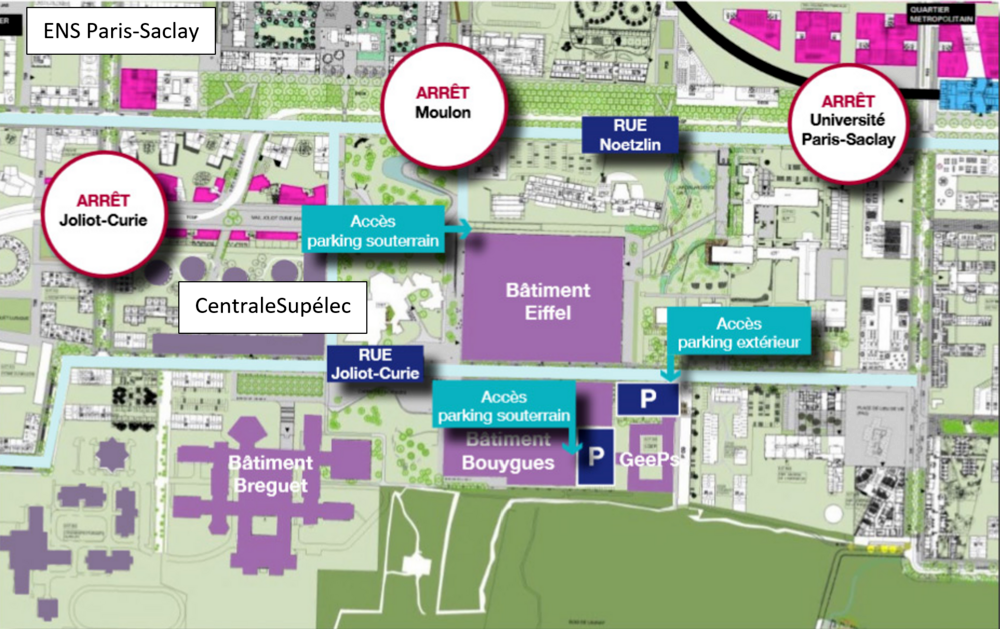 ENS Paris-Saclay
QUARTIER
METROPOLITAIN
ARRÊT
Moulon
ARRÊT
Université
Paris-Saclay
RUE
Noetzlin
ARRÊT
Joliot-Curie
Accès
parking souterrain
CentraleSupélec
Bâtiment
Eiffel
Accès
parking extérieur
RUE
Joliot-Curie
P
Accès
parking souterrain
Bâtiment
Bouygues
P
GeePs
Bâtiment
Breguet